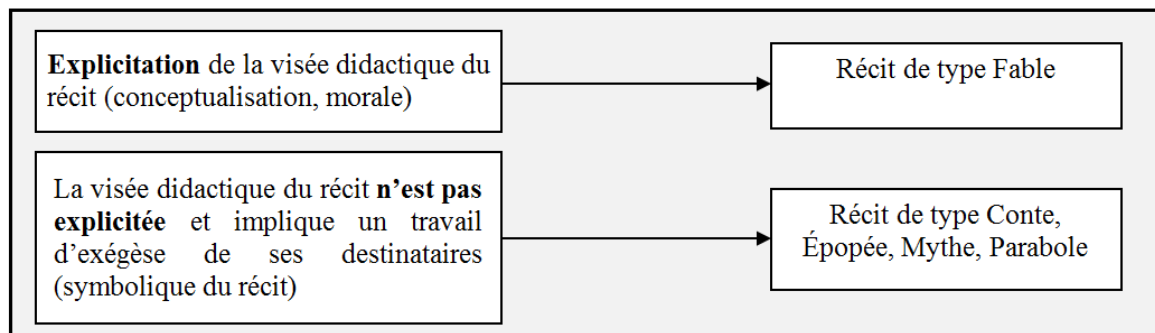 Explicitation de la visée didactique du
récit (conceptualisation, morale)
Récit de type Fable
La visée didactique du récit n’est pas
explicitée et implique un travail
d’exégèse de ses destinataires
(symbolique du récit)
Récit de type Conte,
Épopée, Mythe, Parabole